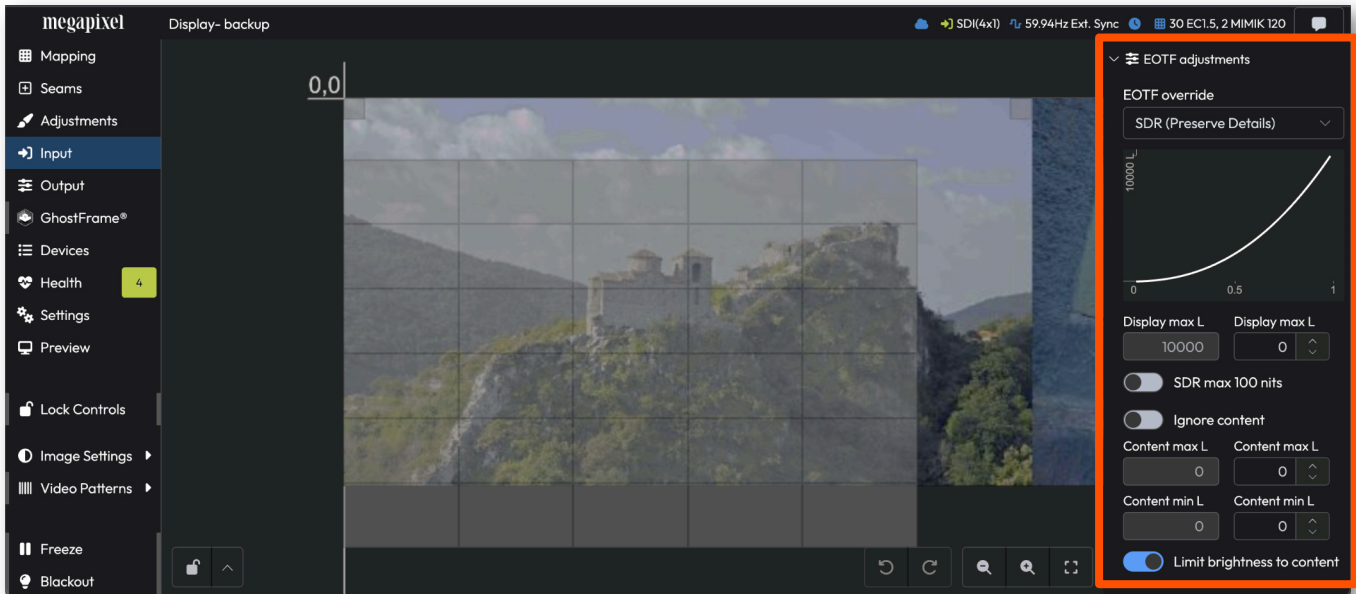 megapixel
Display- backup
SDI(4x1) 59.94Hz Ext. Sync 30 EC1.5, 2 MIMIK 120
Mapping
Seams
Adjustments
Input
Output
GhostFrame®
Devices
Health 4
Settings
Preview
Lock Controls
Image Settings
Video Patterns
Freeze
Blackout
0,0
EOTF adjustments
EOTF override
SDR (Preserve Details)
10000 L
0 0.5 1
Display max L Display max L
10000 0
SDR max 100 nits
Ignore content
Content max L Content max L
0 0
Content min L Content min L
0 0
Limit brightness to content